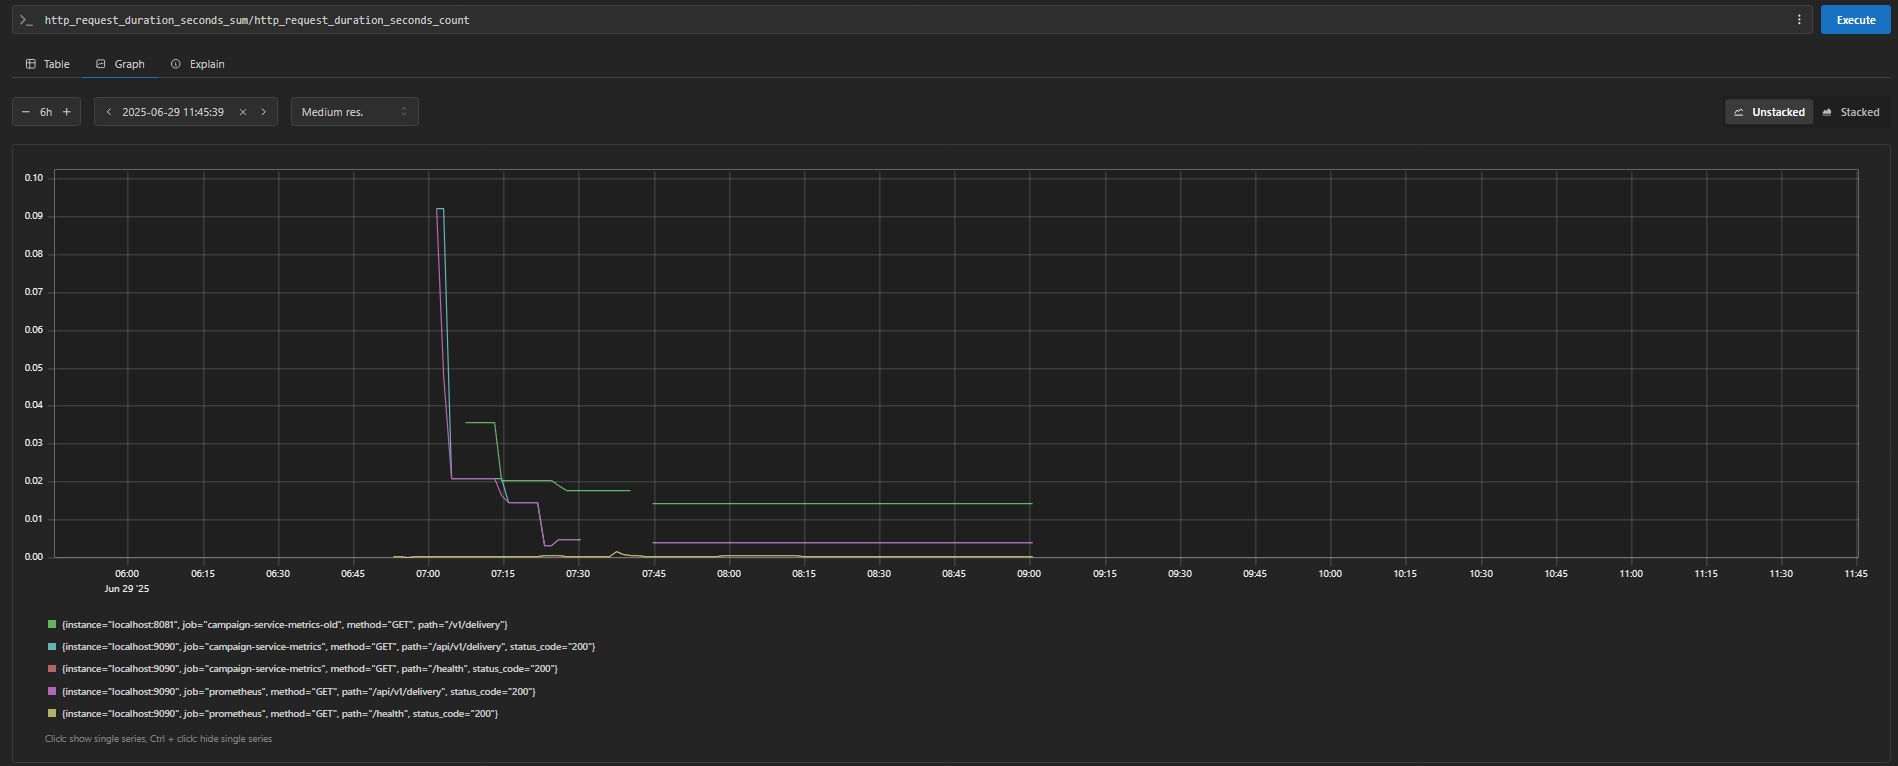 http_request_duration_seconds_sum/http_request_duration_seconds_count
Execute
Table Graph Explain
6h 2025-06-29 11:45:39 Medium res. Unstacked Stacked
0.10
0.09
0.08
0.07
0.06
0.05
0.04
0.03
0.02
0.01
0.00
06:00 06:15 06:30 06:45 07:00 07:15 07:30 07:45 08:00 08:15 08:30 08:45 09:00 09:15 09:30 09:45 10:00 10:15 10:30 10:45 11:00 11:15 11:30 11:45
Jun 29 '25
{instance="localhost:8081", job="campaign-service-metrics-old", method="GET", path="/v1/delivery"}
{instance="localhost:9090", job="campaign-service-metrics", method="GET", path="/api/v1/delivery", status_code="200"}
{instance="localhost:9090", job="campaign-service-metrics", method="GET", path="/health", status_code="200"}
{instance="localhost:9090", job="prometheus", method="GET", path="/api/v1/delivery", status_code="200"}
{instance="localhost:9090", job="prometheus", method="GET", path="/health", status_code="200"}
Click: show single series, Ctrl + click: hide single series